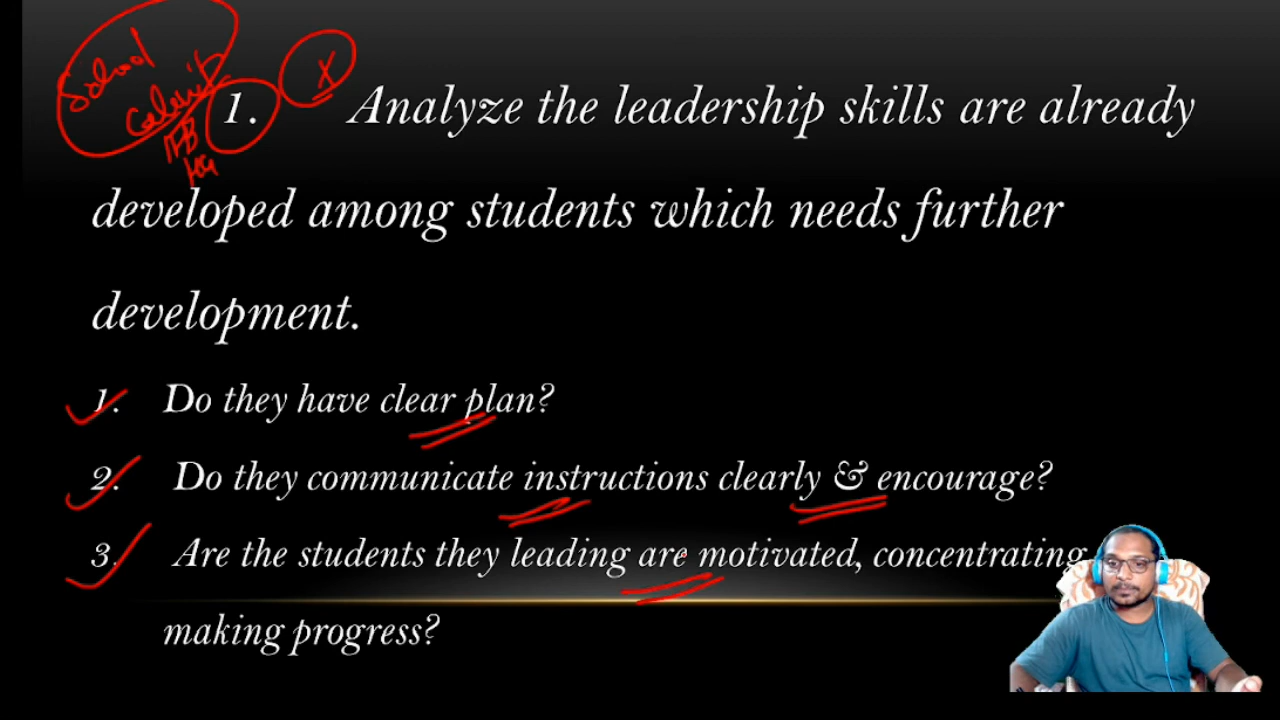 School
1. X Analyze the leadership skills are already
developed among students which needs further
development.
1. Do they have clear plan?
2. Do they communicate instructions clearly & encourage?
3. Are the students they leading are motivated, concentrating
making progress?